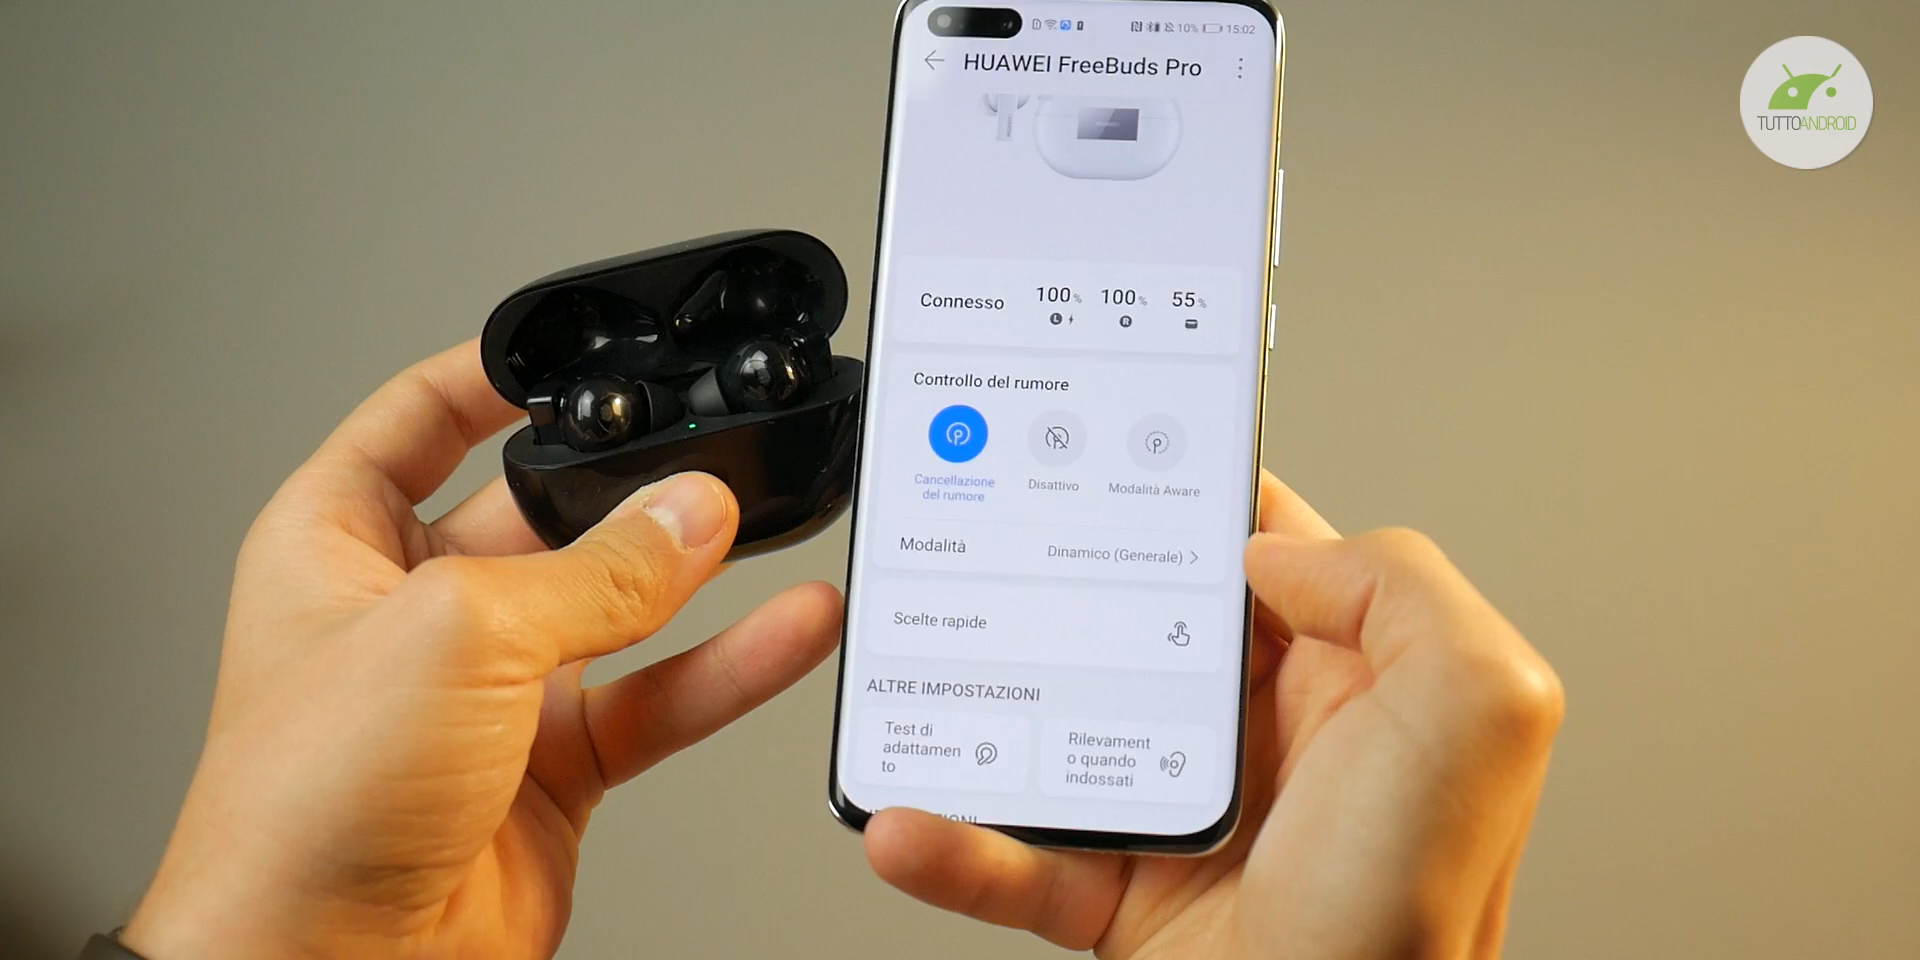 10% 15:02
HUAWEI FreeBuds Pro
TUTTOANDROID
HUAWEI
Connesso 100% 100% 55%
L R
Controllo del rumore
Cancellazione
del rumore
Disattivo
Modalità Aware
Modalità Dinamico (Generale)
Scelte rapide
ALTRE IMPOSTAZIONI
Test di
adattamen
to
Rilevament
o quando
indossati